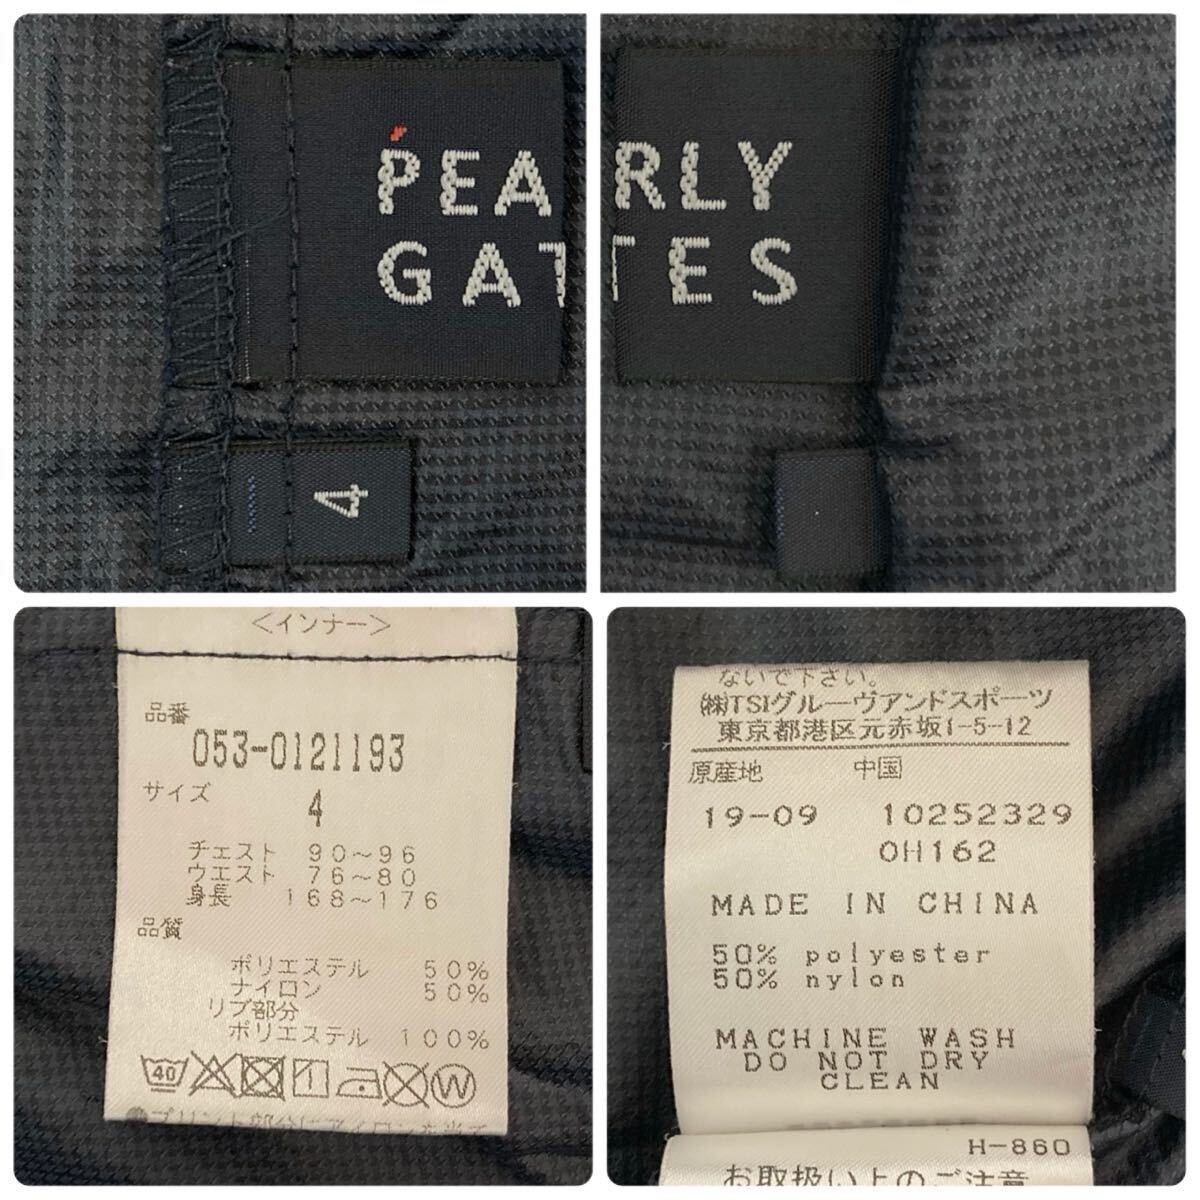 PEA
GAT
4
RLY
TES
<インナー>
品番
053-0121193
サイズ
4
チェスト 90~96
ウエスト 76~80
身長 168~176
品質
ポリエステル 50%
ナイロン 50%
リブ部分
ポリエステル 100%
40
ないで下さい。
㈱TSIグルーヴアンドスポーツ
東京都港区元赤坂1-5-12
原産地 中国
19-09 10252329
OH162
MADE IN CHINA
50% polyester
50% nylon
MACHINE WASH
DO NOT DRY
CLEAN
H-860
お取扱い上のご注意